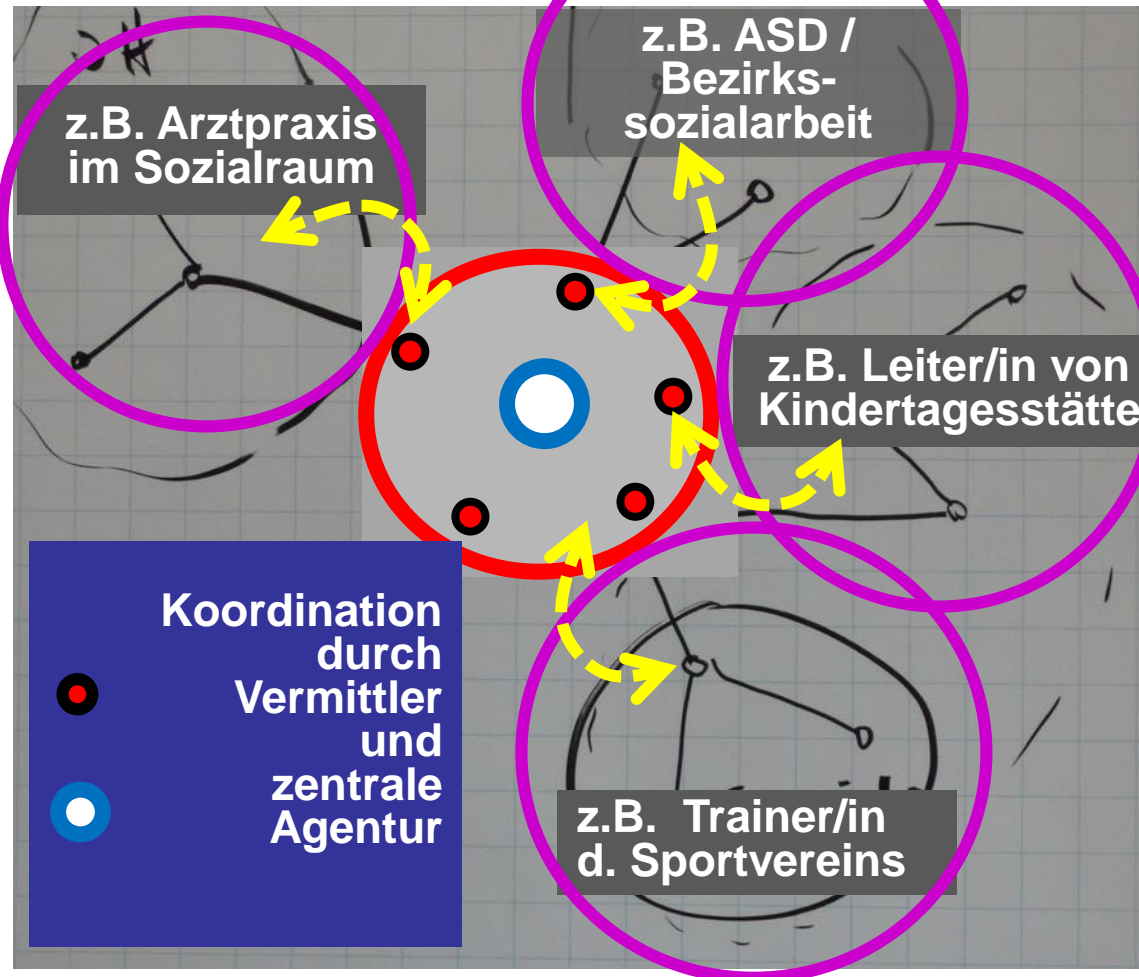 z.B. ASD /
Bezirks-
sozialarbeit
z.B. Arztpraxis
im Sozialraum
z.B. Leiter/in von
Kindertagesstätte
Koordination
durch
Vermittler
und
zentrale
Agentur
z.B. Trainer/in
d. Sportvereins